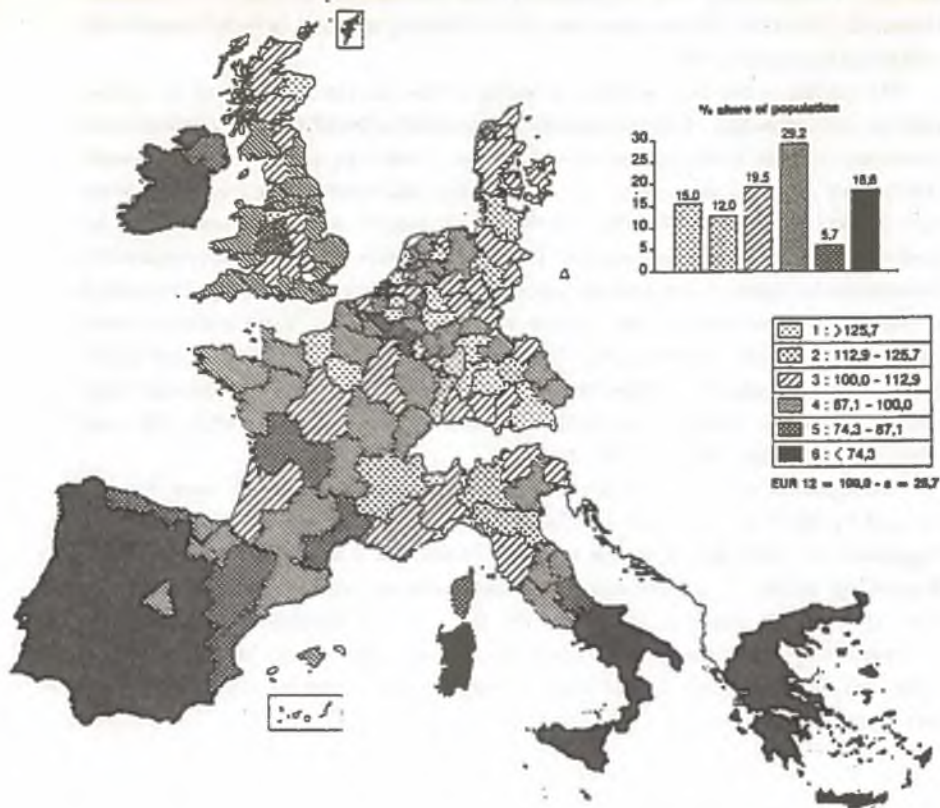 % share of population
30
25
20
15
10
5
0
15.0
12.0
19.5
29.2
5.7
18.6
1 : >125,7
2 : 112,9 - 125,7
3 : 100,0 - 112,9
4 : 87,1 - 100,0
5 : 74,3 - 87,1
6 : < 74,3
EUR 12 = 100,0 - s = 25,7